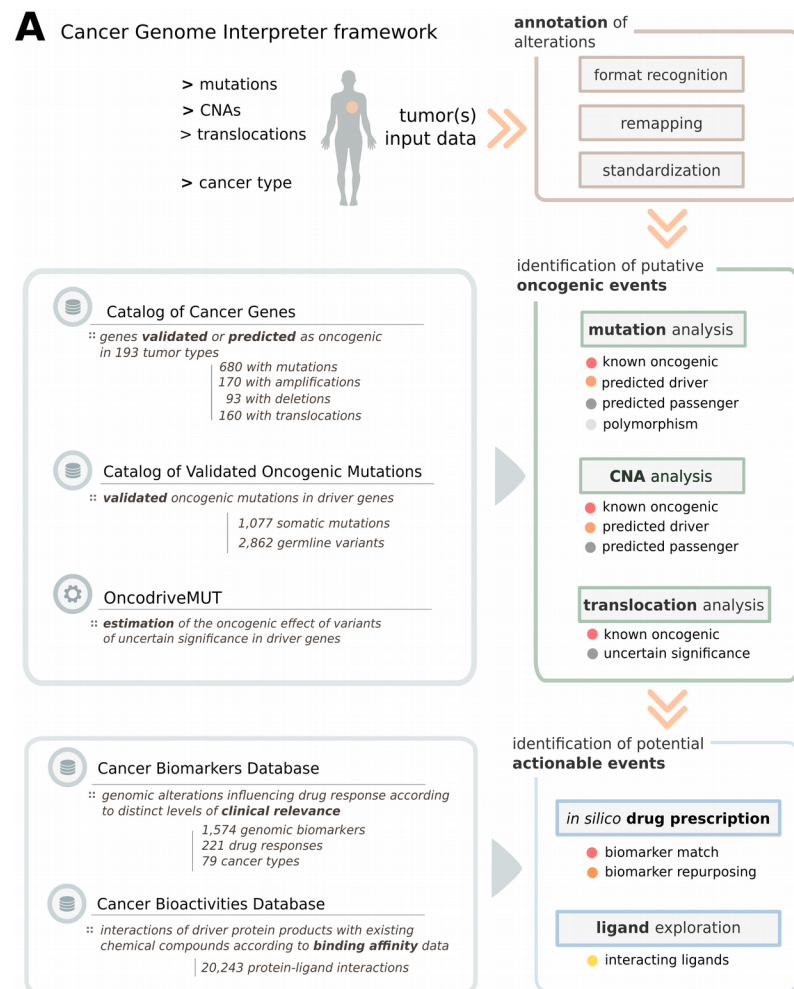 A Cancer Genome Interpreter framework
> mutations
> CNAs
> translocations
> cancer type
tumor(s)
input data
annotation of
alterations
format recognition
remapping
standardization
Catalog of Cancer Genes
:: genes validated or predicted as oncogenic
in 193 tumor types
680 with mutations
170 with amplifications
93 with deletions
160 with translocations
Catalog of Validated Oncogenic Mutations
:: validated oncogenic mutations in driver genes
1,077 somatic mutations
2,862 germline variants
OncodriveMUT
:: estimation of the oncogenic effect of variants
of uncertain significance in driver genes
identification of putative
oncogenic events
mutation analysis
known oncogenic
predicted driver
predicted passenger
polymorphism
CNA analysis
known oncogenic
predicted driver
predicted passenger
translocation analysis
known oncogenic
uncertain significance
Cancer Biomarkers Database
:: genomic alterations influencing drug response according
to distinct levels of clinical relevance
1,574 genomic biomarkers
221 drug responses
79 cancer types
Cancer Bioactivities Database
:: interactions of driver protein products with existing
chemical compounds according to binding affinity data
20,243 protein-ligand interactions
identification of potential
actionable events
in silico drug prescription
biomarker match
biomarker repurposing
ligand exploration
interacting ligands